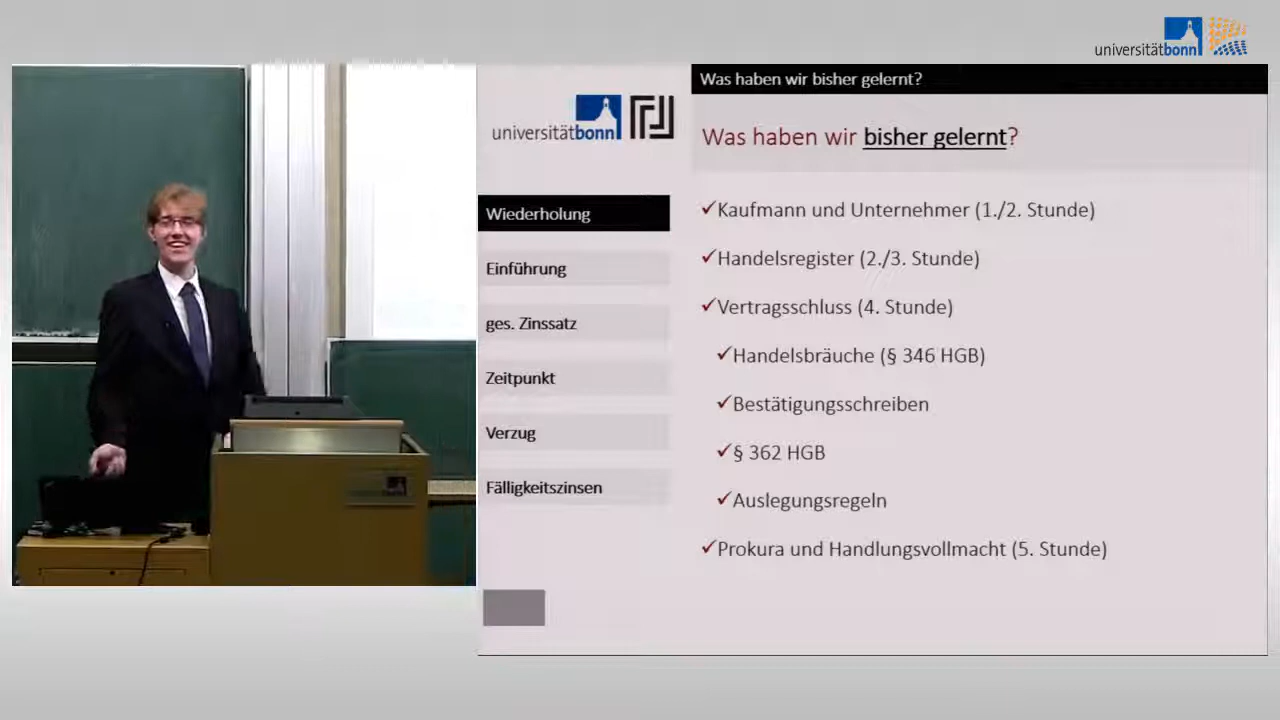 universitätbonn
Was haben wir bisher gelernt?
universitätbonn
Was haben wir bisher gelernt?
Wiederholung
Einführung
ges. Zinssatz
Zeitpunkt
Verzug
Fälligkeitszinsen
✓Kaufmann und Unternehmer (1./2. Stunde)
✓Handelsregister (2./3. Stunde)
✓Vertragsschluss (4. Stunde)
✓Handelsbräuche (§ 346 HGB)
✓Bestätigungsschreiben
✓§ 362 HGB
✓Auslegungsregeln
✓Prokura und Handlungsvollmacht (5. Stunde)